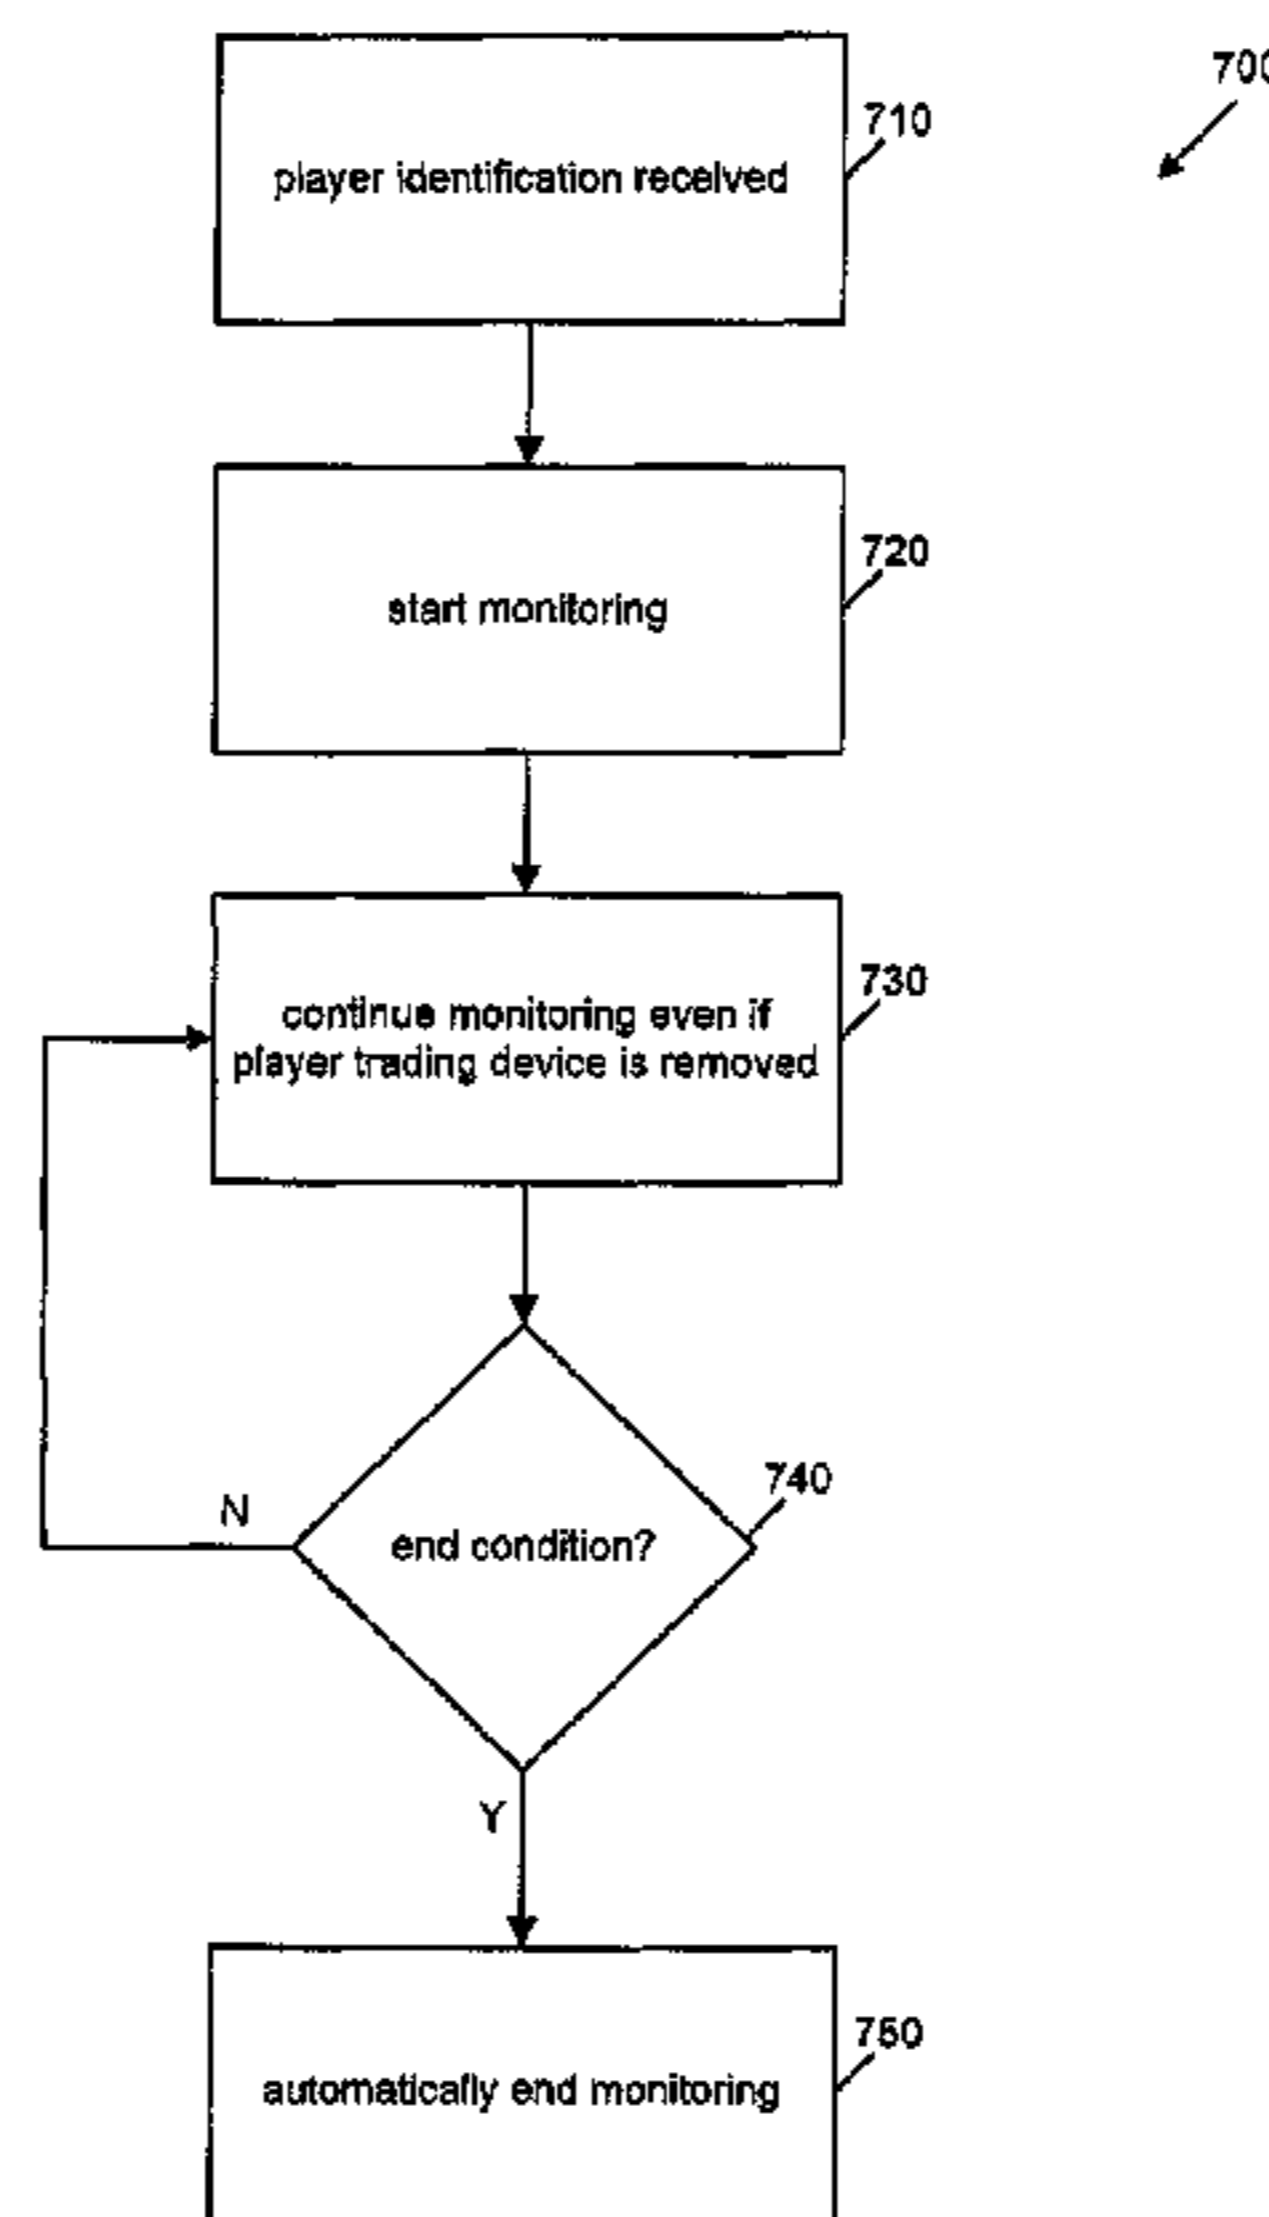 700
710
player identification received
720
start monitoring
730
continue monitoring even if
player trading device is removed
740
end condition?
N
Y
750
automatically end monitoring